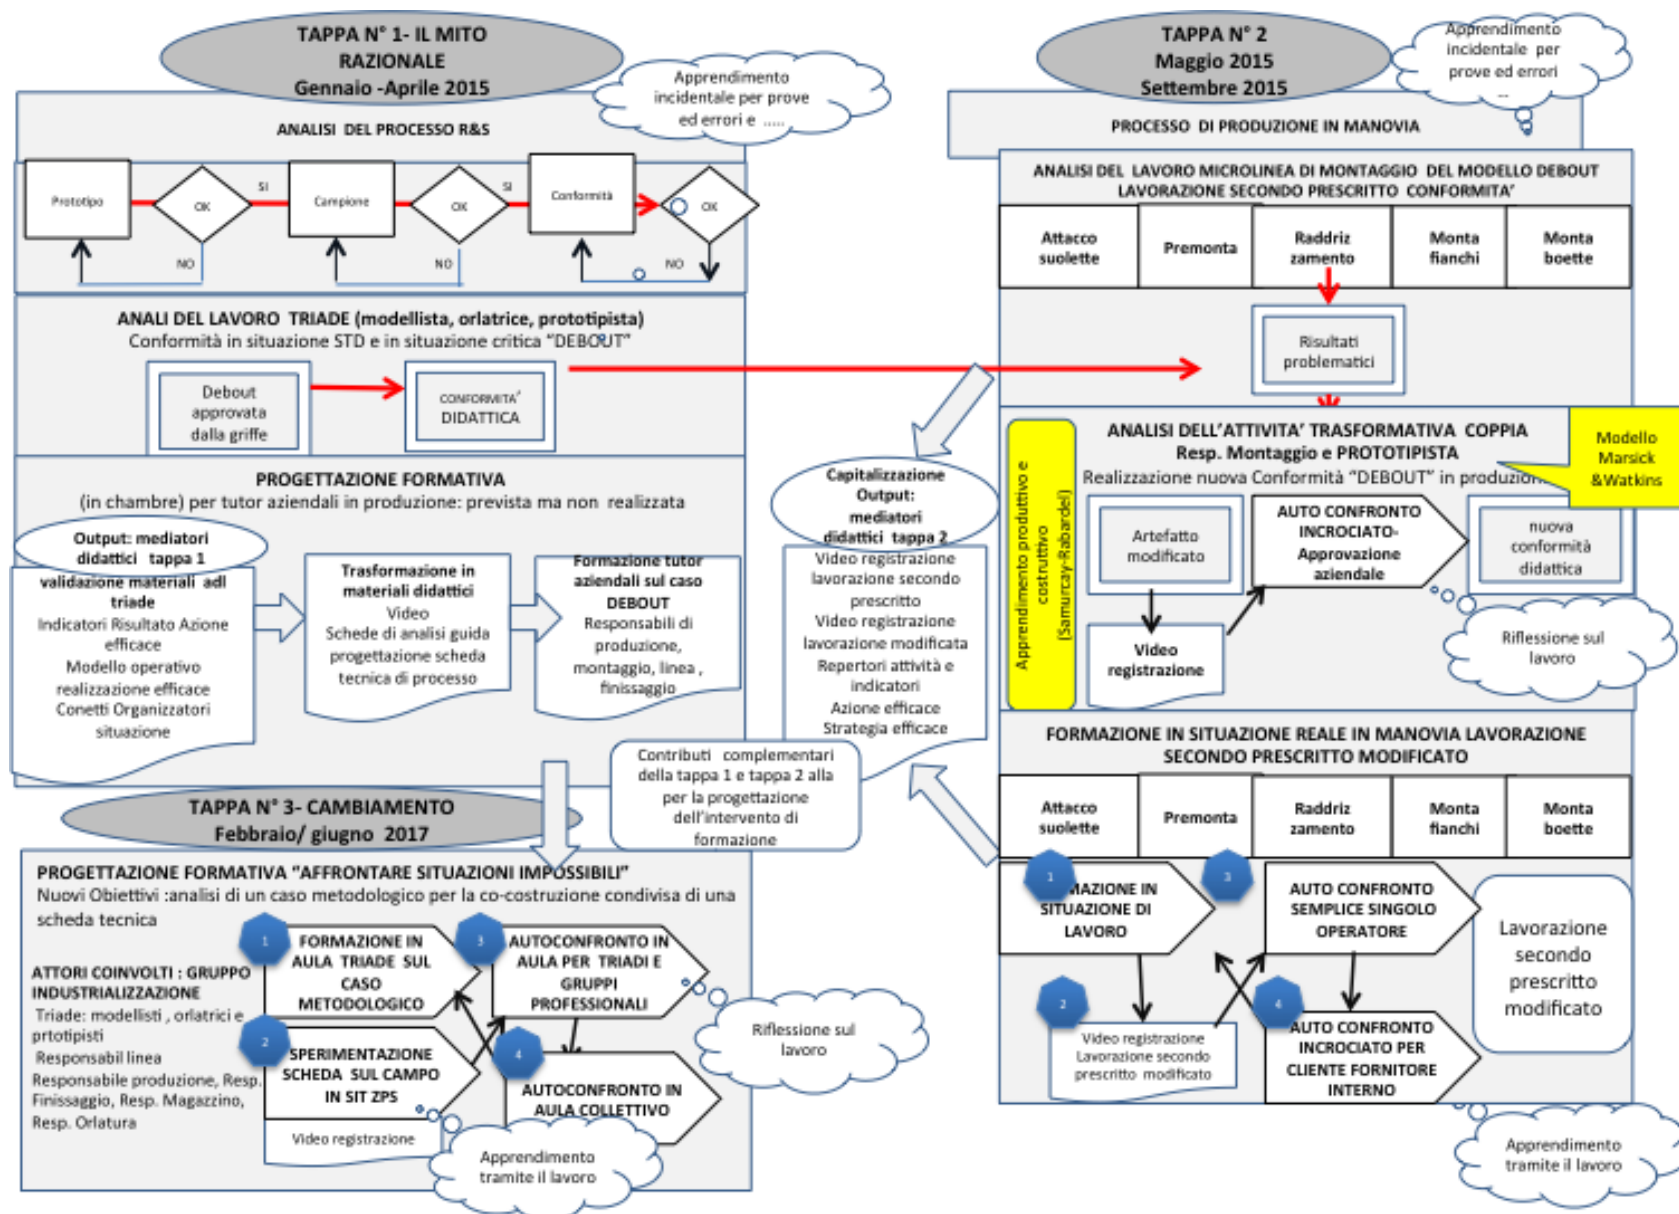 TAPPA N° 1- IL MITO
RAZIONALE
Gennaio -Aprile 2015
Apprendimento
incidentale per prove
ed errori e .....
ANALISI DEL PROCESSO R&S
Prototipo
OK
SI
Campione
OK
SI
Conformità
OK
NO
NO
NO
ANALI DEL LAVORO TRIADE (modellista, orlatrice, prototipista)
Conformità in situazione STD e in situazione critica "DEBOUT"
Debout
approvata
dalla griffe
CONFORMITA'
DIDATTICA
PROGETTAZIONE FORMATIVA
(in chambre) per tutor aziendali in produzione: prevista ma non realizzata
Output: mediatori
didattici tappa 1
validazione materiali adl
triade
Indicatori Risultato Azione
efficace
Modello operativo
realizzazione efficace
Conetti Organizzatori
situazione
Trasformazione in
materiali didattici
Video
Schede di analisi guida
progettazione scheda
tecnica di processo
Formazione tutor
aziendali sul caso
DEBOUT
Responsabili di
produzione,
montaggio, linea ,
finissaggio
Capitalizzazione
Output:
mediatori
didattici tappa 2
Video registrazione
lavorazione secondo
prescritto
Video registrazione
lavorazione modificata
Repertori attività e
indicatori
Azione efficace
Strategia efficace
Contributi complementari
della tappa 1 e tappa 2 alla
per la progettazione
dell'intervento di
formazione
TAPPA N° 2
Maggio 2015
Settembre 2015
Apprendimento
incidentale per
prove ed errori
..
PROCESSO DI PRODUZIONE IN MANOVIA
ANALISI DEL LAVORO MICROLINEA DI MONTAGGIO DEL MODELLO DEBOUT
LAVORAZIONE SECONDO PRESCRITTO CONFORMITA'
Attacco
suolette
Premonta
Raddriz
zamento
Monta
fianchi
Monta
boette
Risultati
problematici
Apprendimento produttivo e
costruttivo
(Samurcay-Rabardel)
ANALISI DELL'ATTIVITA' TRASFORMATIVA COPPIA
Resp. Montaggio e PROTOTIPISTA
Realizzazione nuova Conformità "DEBOUT" in produzion
Modello
Marsick
&Watkins
Artefatto
modificato
AUTO CONFRONTO
INCROCIATO-
Approvazione
aziendale
nuova
conformità
didattica
Video
registrazione
Riflessione sul
lavoro
FORMAZIONE IN SITUAZIONE REALE IN MANOVIA LAVORAZIONE
SECONDO PRESCRITTO MODIFICATO
Attacco
suolette
Premonta
Raddriz
zamento
Monta
fianchi
Monta
boette
1
MAZIONE IN
SITUAZIONE DI
LAVORO
3
AUTO CONFRONTO
SEMPLICE SINGOLO
OPERATORE
Lavorazione
secondo
prescritto
modificato
2
Video registrazione
Lavorazione secondo
prescritto modificato
4
AUTO CONFRONTO
INCROCIATO PER
CLIENTE FORNITORE
INTERNO
Apprendimento
tramite il lavoro
TAPPA N° 3- CAMBIAMENTO
Febbraio/ giugno 2017
PROGETTAZIONE FORMATIVA "AFFRONTARE SITUAZIONI IMPOSSIBILI"
Nuovi Obiettivi :analisi di un caso metodologico per la co-costruzione condivisa di una
scheda tecnica
ATTORI COINVOLTI : GRUPPO
INDUSTRIALIZZAZIONE
Triade: modellisti , orlatrici e
prtotipisti
Responsabil linea
Responsabile produzione, Resp.
Finissaggio, Resp. Magazzino,
Resp. Orlatura
1
FORMAZIONE IN
AULA TRIADE SUL
CASO
METODOLOGICO
3
AUTOCONFRONTO IN
AULA PER TRIADI E
GRUPPI
PROFESSIONALI
2
SPERIMENTAZIONE
SCHEDA SUL CAMPO
IN SIT ZPS
Video registrazione
4
AUTOCONFRONTO IN
AULA COLLETTIVO
Riflessione sul
lavoro
Apprendimento
tramite il lavoro